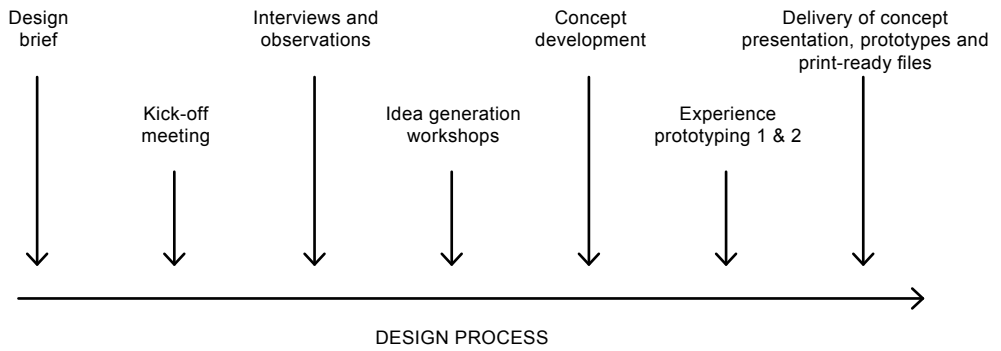 Design
brief
Kick-off
meeting
Interviews and
observations
Idea generation
workshops
Concept
development
Experience
prototyping 1 & 2
Delivery of concept
presentation, prototypes and
print-ready files
DESIGN PROCESS